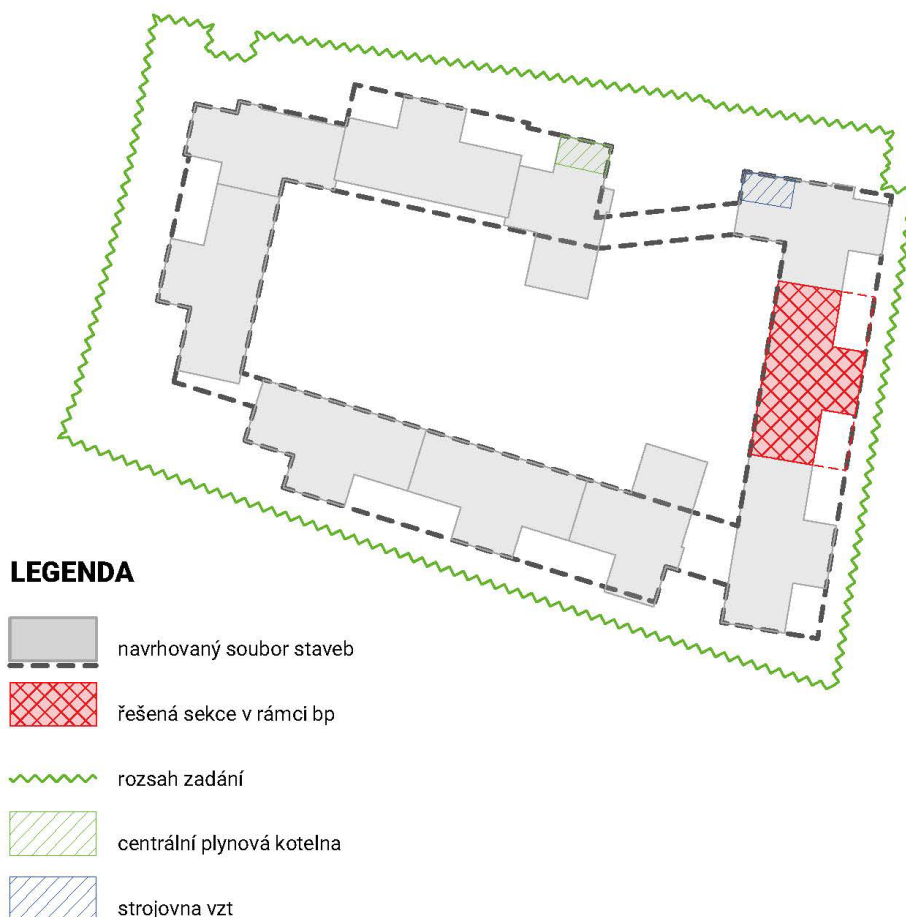 LEGENDA
navrhovaný soubor staveb
řešená sekce v rámci bp
rozsah zadání
centrální plynová kotelna
strojovna vzt